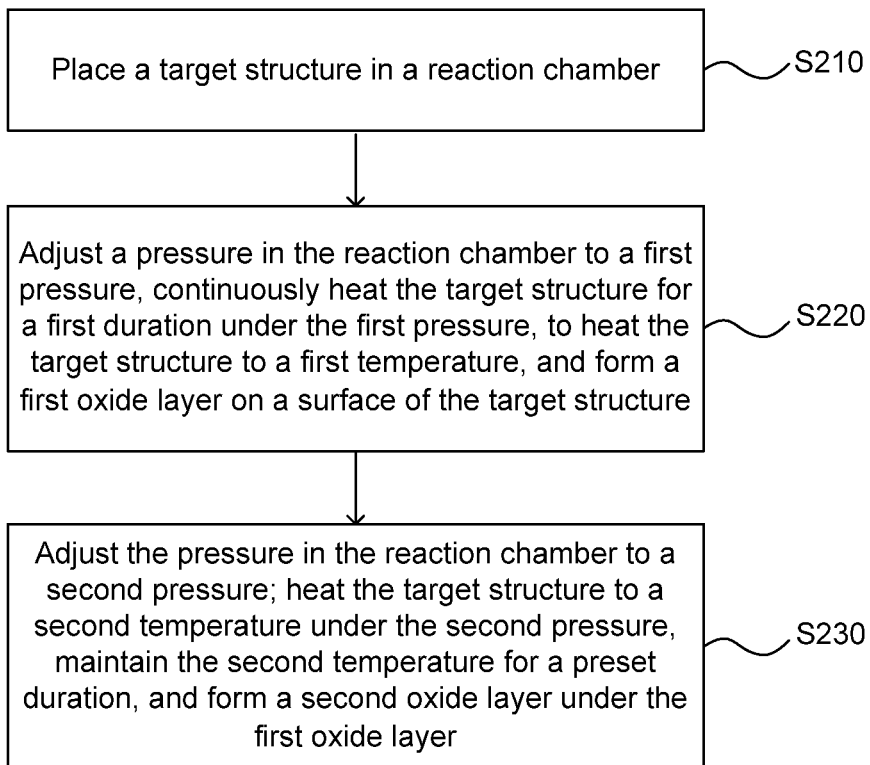 Place a target structure in a reaction chamber
S210
Adjust a pressure in the reaction chamber to a first
pressure, continuously heat the target structure for
a first duration under the first pressure, to heat the
target structure to a first temperature, and form a
first oxide layer on a surface of the target structure
S220
Adjust the pressure in the reaction chamber to a
second pressure; heat the target structure to a
second temperature under the second pressure,
maintain the second temperature for a preset
duration, and form a second oxide layer under the
first oxide layer
S230